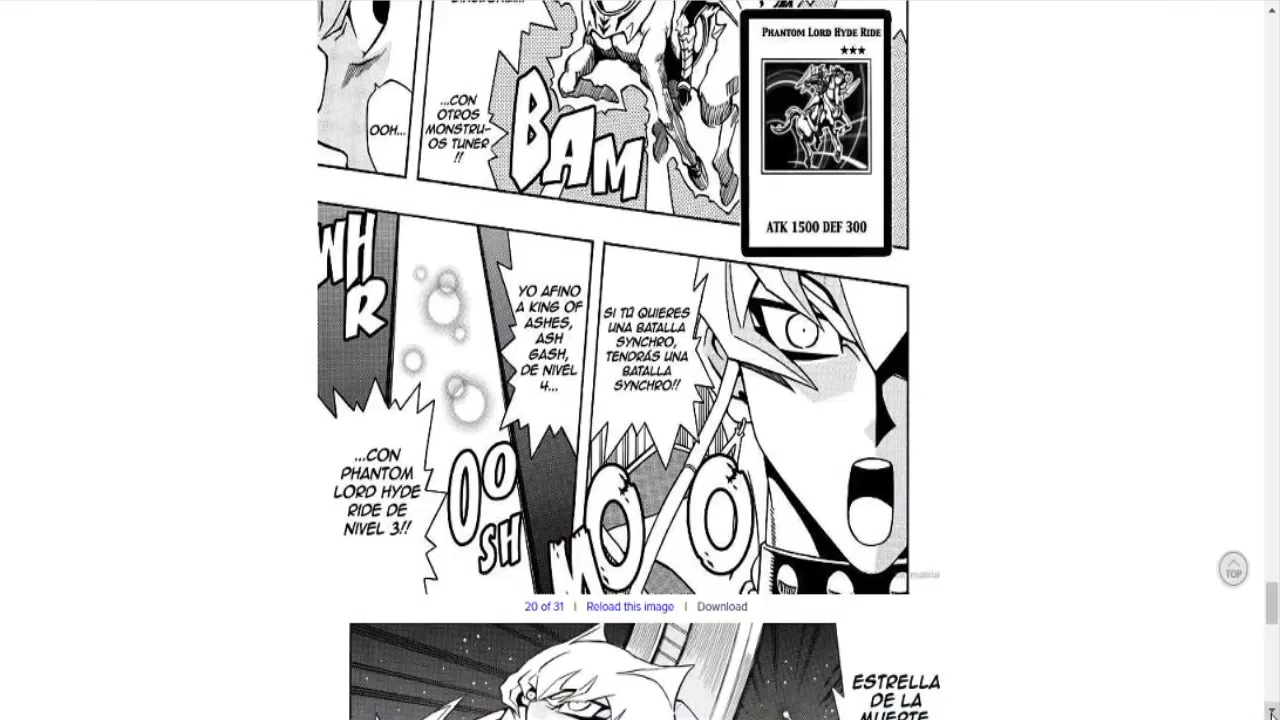 PHANTOM LORD HYDE RIDE
★★★
ATK 1500 DEF 300
...CON
OTROS
MONSTRU-
OS TUNER
!!
OOH...
BAM
SI TÚ QUIERES
UNA BATALLA
SYNCHRO,
TENDRÁS UNA
BATALLA
SYNCHRO!!
YO AFINO
A KING OF
ASHES,
ASH
GASH,
DE NIVEL
4...
WH
R
...CON
PHANTOM
LORD HYDE
RIDE DE
NIVEL 3!!
OO
SH
O
O
TOP
20 of 31 | Reload this image | Download
ESTRELLA
DE LA
MUERTE